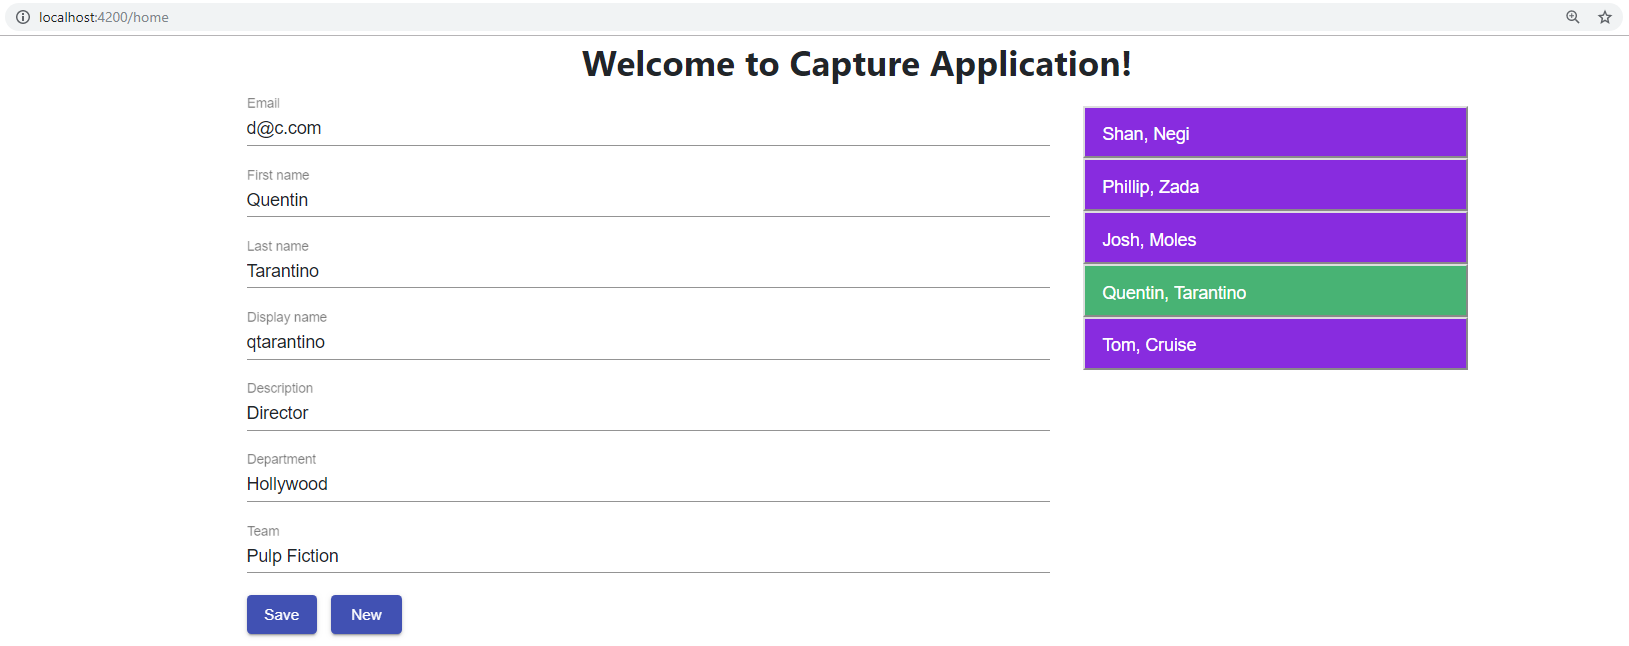 localhost:4200/home
Welcome to Capture Application!
Email
d@c.com
First name
Quentin
Last name
Tarantino
Display name
qtarantino
Description
Director
Department
Hollywood
Team
Pulp Fiction
Save New
Shan, Negi
Phillip, Zada
Josh, Moles
Quentin, Tarantino
Tom, Cruise